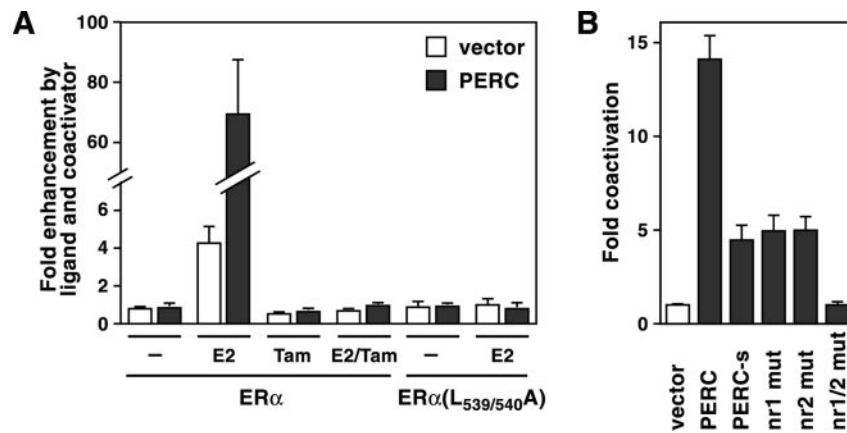 A
Fold enhancement by
ligand and coactivator
100
80
60
6
4
2
0
vector
PERC
–
E2
Tam
E2/Tam
–
E2
ERα
ERα(L539/540A)
B
Fold coactivation
15
10
5
0
vector
PERC
PERC-s
nr1 mut
nr2 mut
nr1/2 mut